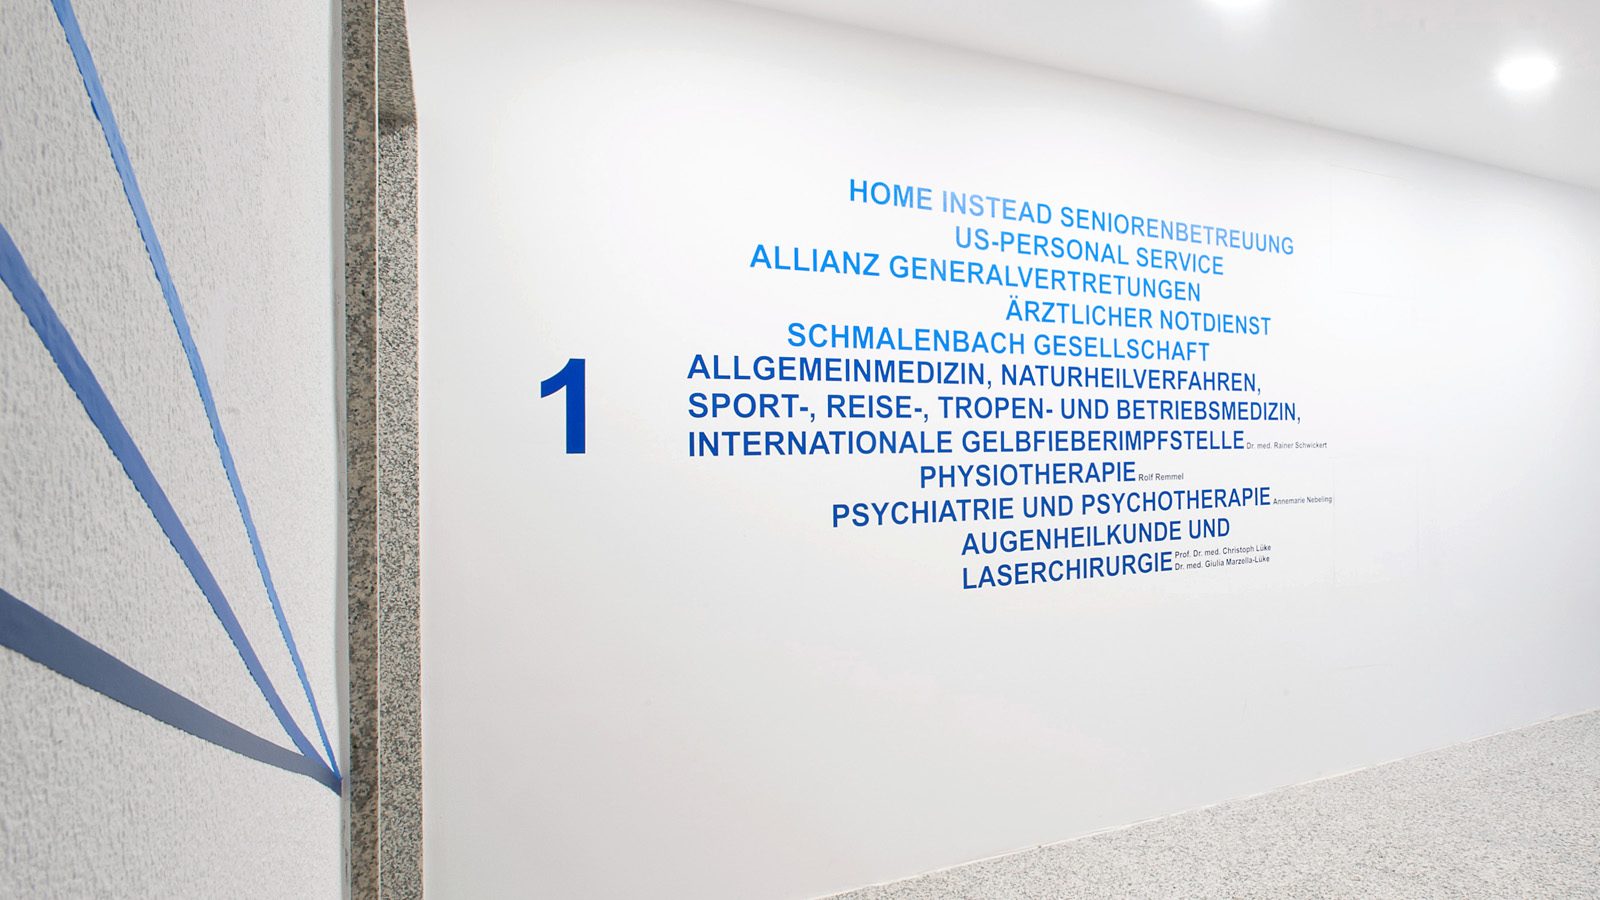 HOME INSTEAD SENIORENBETREUUNG
US-PERSONAL SERVICE
ALLIANZ GENERALVERTRETUNGEN
ÄRZTLICHER NOTDIENST
SCHMALENBACH GESELLSCHAFT
1
ALLGEMEINMEDIZIN, NATURHEILVERFAHREN,
SPORT-, REISE-, TROPEN- UND BETRIEBSMEDIZIN,
INTERNATIONALE GELBFIEBERIMPFSTELLE Dr. med. Rainer Schwickert
PHYSIOTHERAPIE Rolf Remmel
PSYCHIATRIE UND PSYCHOTHERAPIE Annemarie Nebeling
AUGENHEILKUNDE UND
LASERCHIRURGIE Prof. Dr. med. Christoph Lüke
Dr. med. Giulia Marzella-Lüke